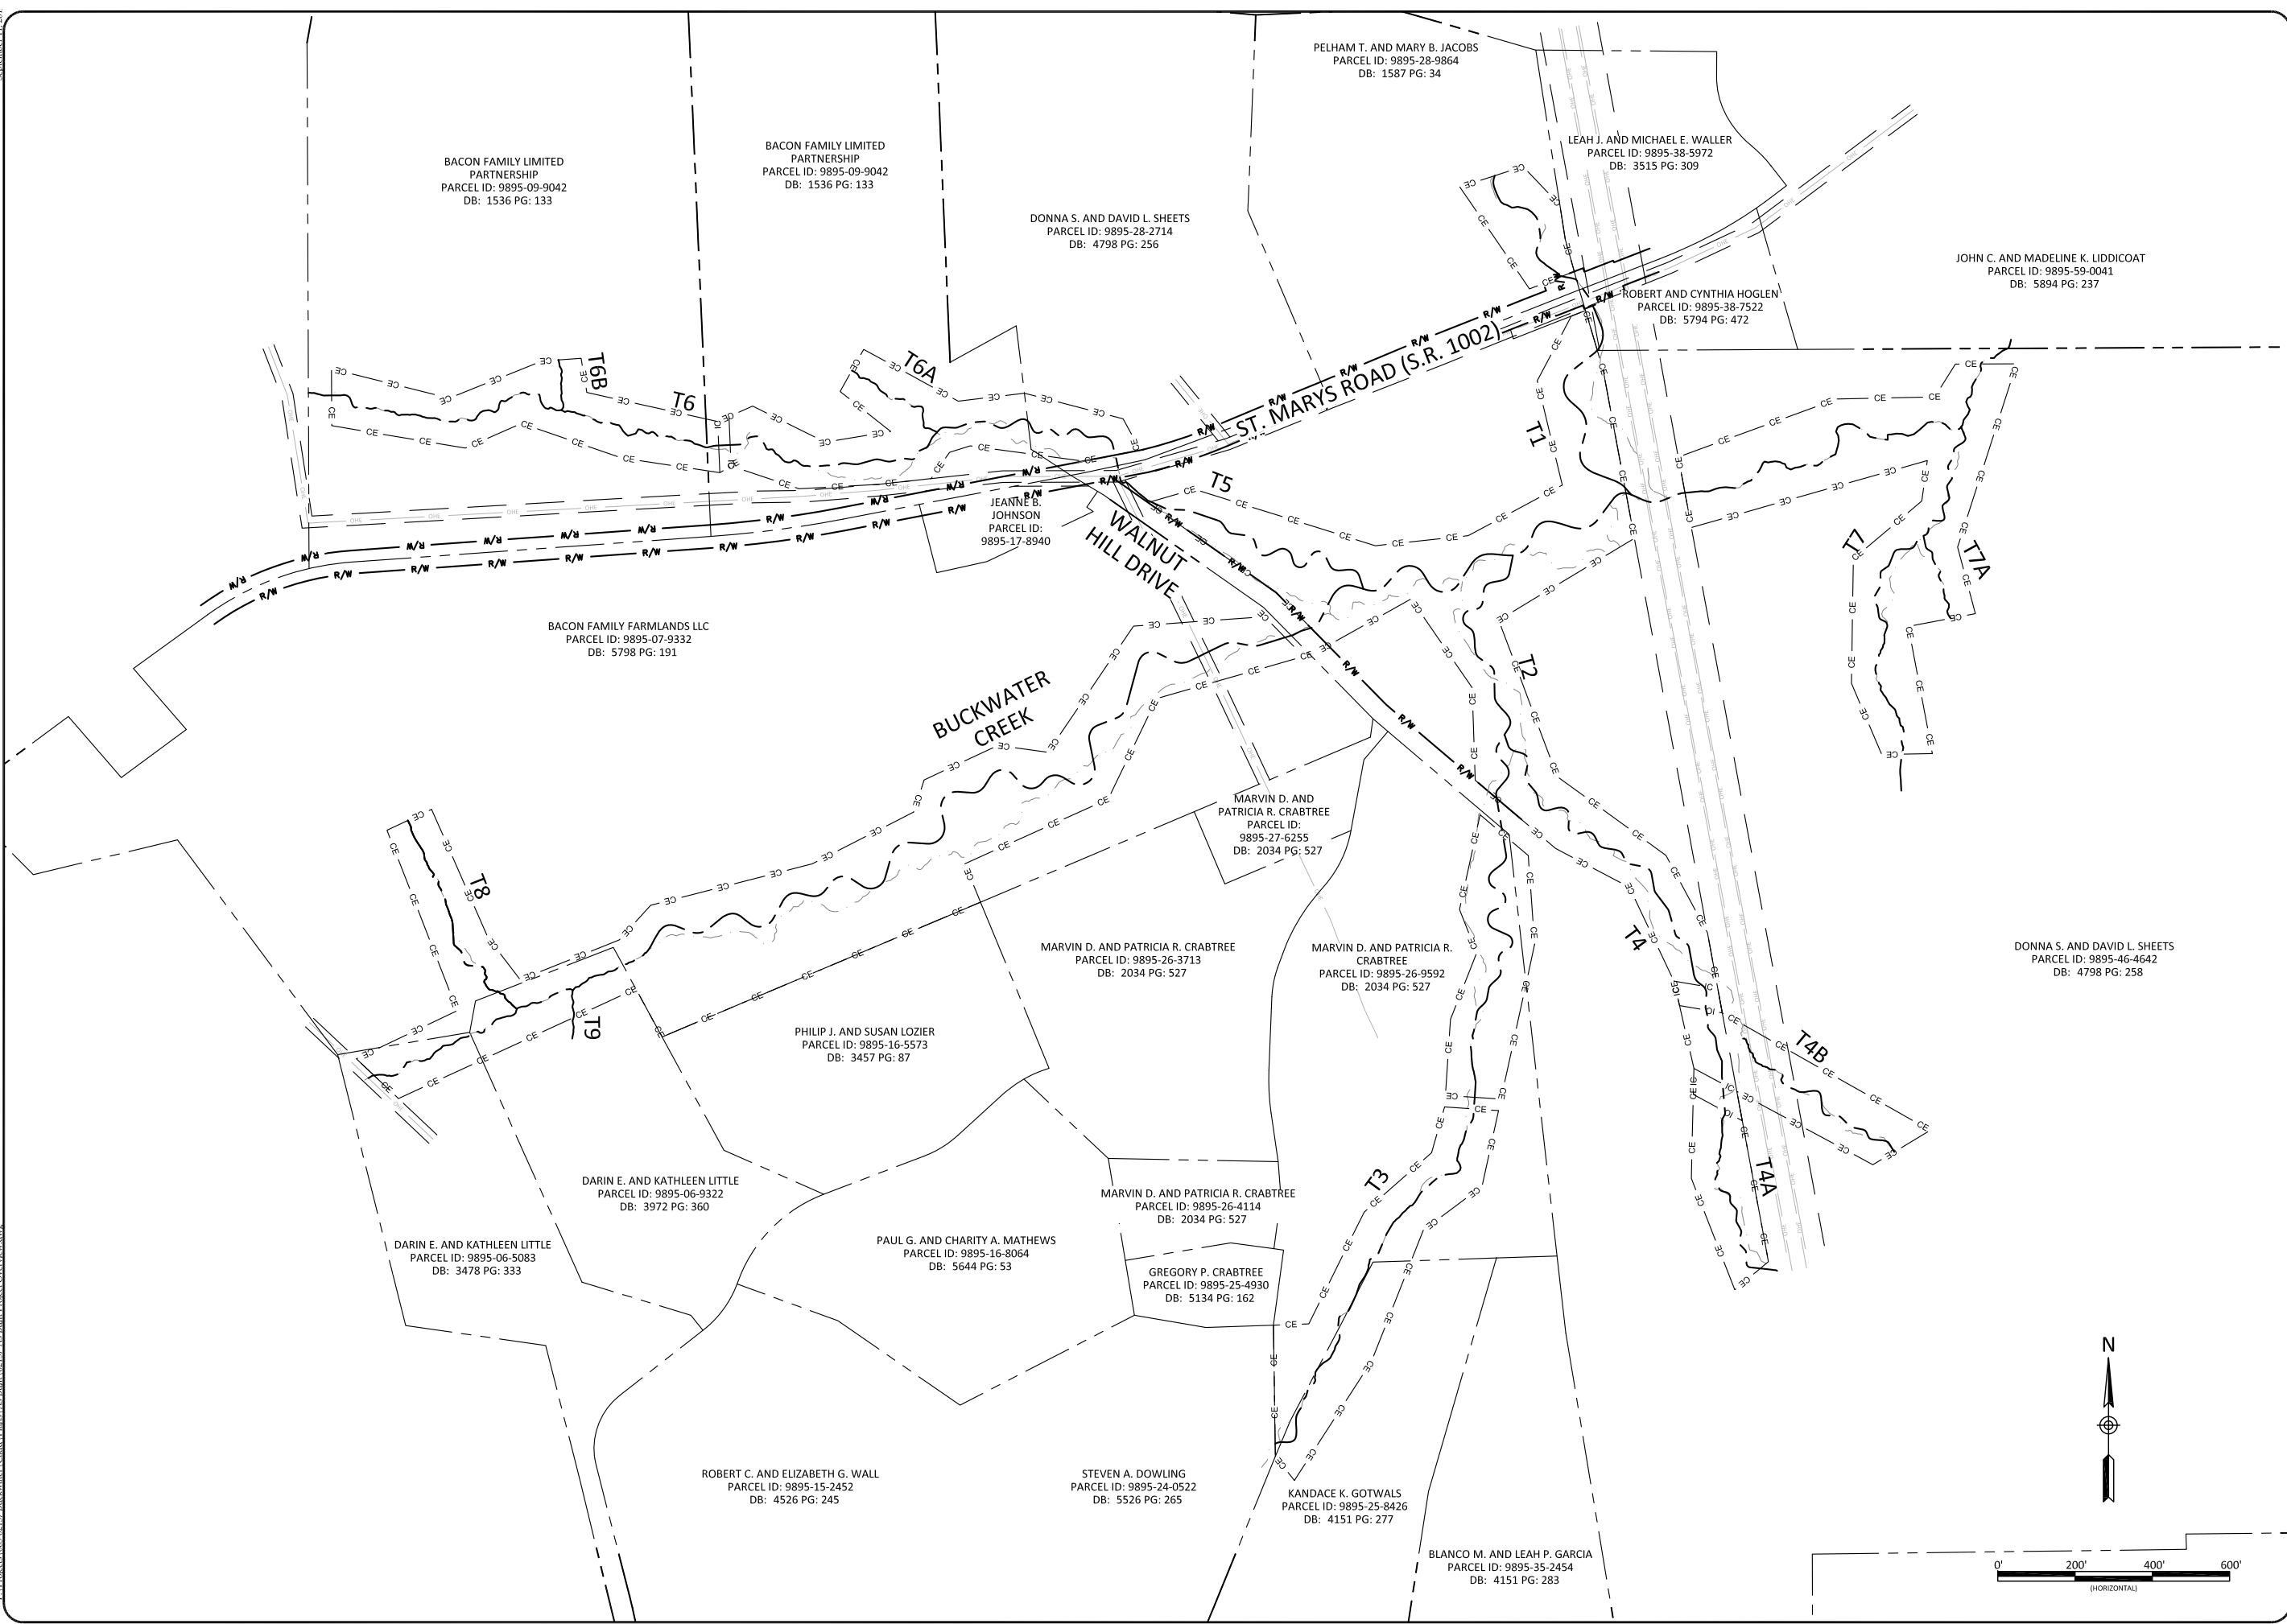 PELHAM T. AND MARY B. JACOBS
PARCEL ID: 9895-28-9864
DB: 1587 PG: 34
LEAH J. AND MICHAEL E. WALLER
PARCEL ID: 9895-38-5972
DB: 3515 PG: 309
BACON FAMILY LIMITED
PARTNERSHIP
PARCEL ID: 9895-09-9042
DB: 1536 PG: 133
BACON FAMILY LIMITED
PARTNERSHIP
PARCEL ID: 9895-09-9042
DB: 1536 PG: 133
DONNA S. AND DAVID L. SHEETS
PARCEL ID: 9895-28-2714
DB: 4798 PG: 256
JOHN C. AND MADELINE K. LIDDICOAT
PARCEL ID: 9895-59-0041
DB: 5894 PG: 237
ROBERT AND CYNTHIA HOGLEN
PARCEL ID: 9895-38-7522
DB: 5794 PG: 472
T6B
T6
T6A
ST. MARYS ROAD (S.R. 1002)
T1
T5
JEANNE B.
JOHNSON
PARCEL ID:
9895-17-8940
WALNUT
HILL DRIVE
T7
T7A
BACON FAMILY FARMLANDS LLC
PARCEL ID: 9895-07-9332
DB: 5798 PG: 191
BUCKWATER
CREEK
T2
MARVIN D. AND
PATRICIA R. CRABTREE
PARCEL ID:
9895-27-6255
DB: 2034 PG: 527
T8
T4
MARVIN D. AND PATRICIA R. CRABTREE
PARCEL ID: 9895-26-3713
DB: 2034 PG: 527
MARVIN D. AND PATRICIA R.
CRABTREE
PARCEL ID: 9895-26-9592
DB: 2034 PG: 527
DONNA S. AND DAVID L. SHEETS
PARCEL ID: 9895-46-4642
DB: 4798 PG: 258
T9
PHILIP J. AND SUSAN LOZIER
PARCEL ID: 9895-16-5573
DB: 3457 PG: 87
T4B
T4A
T3
DARIN E. AND KATHLEEN LITTLE
PARCEL ID: 9895-06-9322
DB: 3972 PG: 360
MARVIN D. AND PATRICIA R. CRABTREE
PARCEL ID: 9895-26-4114
DB: 2034 PG: 527
DARIN E. AND KATHLEEN LITTLE
PARCEL ID: 9895-06-5083
DB: 3478 PG: 333
PAUL G. AND CHARITY A. MATHEWS
PARCEL ID: 9895-16-8064
DB: 5644 PG: 53
GREGORY P. CRABTREE
PARCEL ID: 9895-25-4930
DB: 5134 PG: 162
N
ROBERT C. AND ELIZABETH G. WALL
PARCEL ID: 9895-15-2452
DB: 4526 PG: 245
STEVEN A. DOWLING
PARCEL ID: 9895-24-0522
DB: 5526 PG: 265
KANDACE K. GOTWALS
PARCEL ID: 9895-25-8426
DB: 4151 PG: 277
BLANCO M. AND LEAH P. GARCIA
PARCEL ID: 9895-35-2454
DB: 4151 PG: 283
0' 200' 400' 600'
(HORIZONTAL)